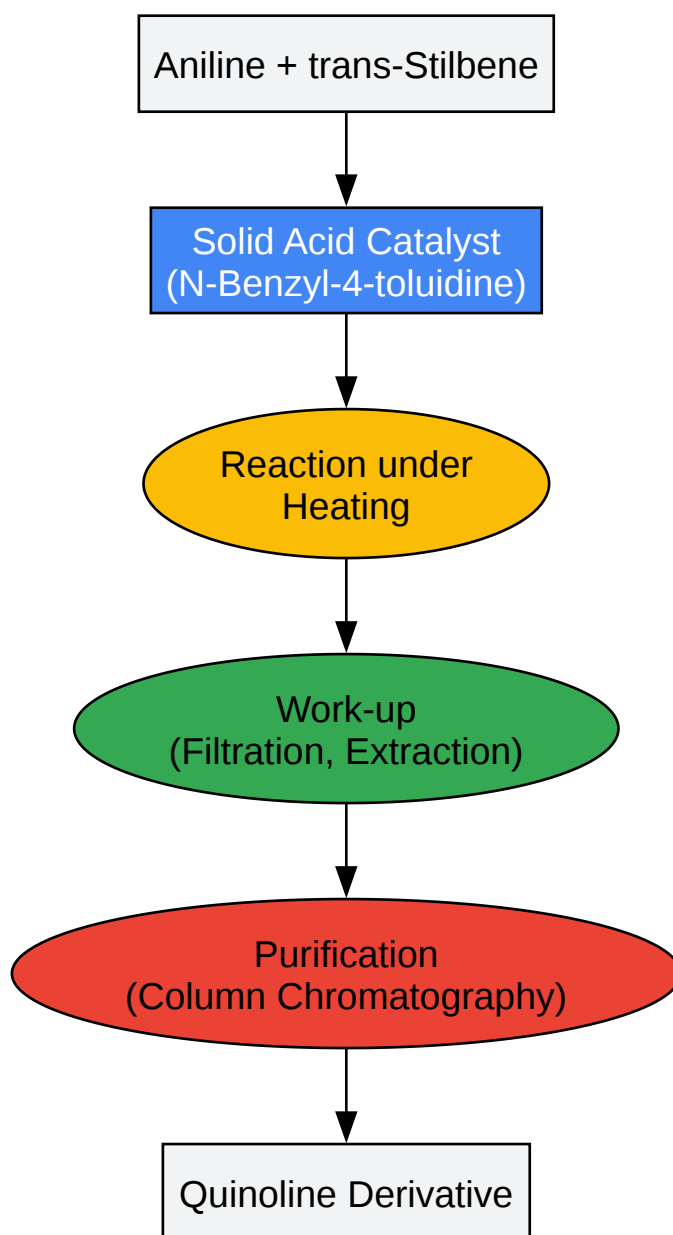 Aniline + trans-Stilbene
Solid Acid Catalyst
(N-Benzyl-4-toluidine)
Reaction under
Heating
Work-up
(Filtration, Extraction)
Purification
(Column Chromatography)
Quinoline Derivative